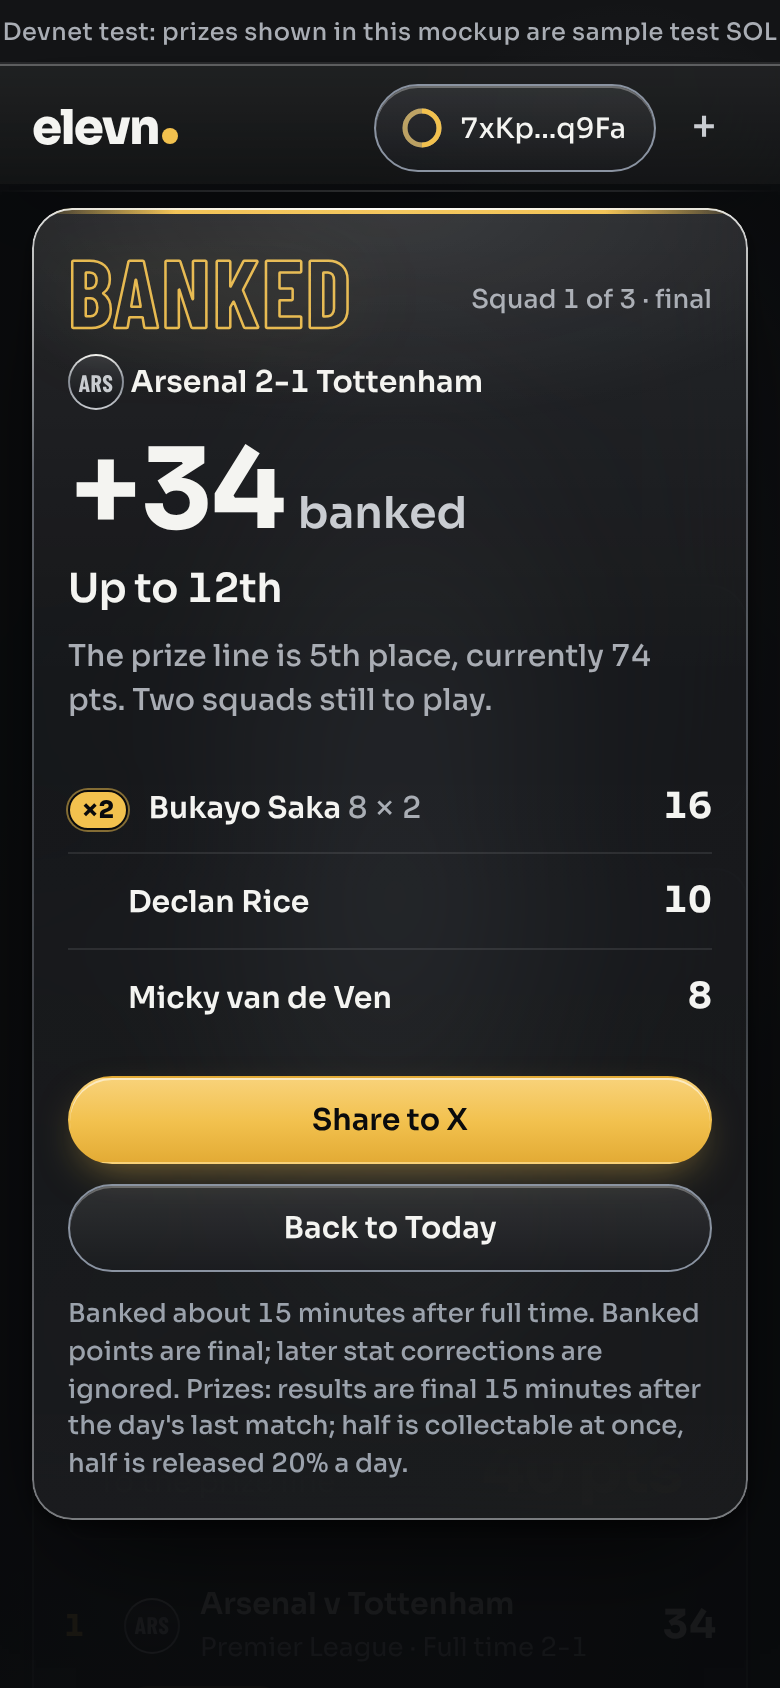 Devnet test: prizes shown in this mockup are sample test SOL
elevn.
7xKp...q9Fa
+
BANKED
Squad 1 of 3 · final
ARS
Arsenal 2-1 Tottenham
+34 banked
Up to 12th
The prize line is 5th place, currently 74
pts. Two squads still to play.
×2 Bukayo Saka 8 × 2 16
Declan Rice 10
Micky van de Ven 8
Share to X
Back to Today
Banked about 15 minutes after full time. Banked
points are final; later stat corrections are
ignored. Prizes: results are final 15 minutes after
the day's last match; half is collectable at once,
half is released 20% a day.
1 ARS Arsenal v Tottenham 34
Premier League · Full time 2-1